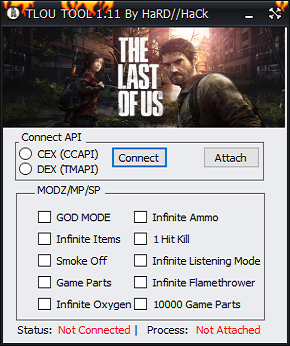 TLOU TOOL 1.11 By HaRD//HaCk
THE
LAST
OF US
Connect API
CEX (CCAPI)
DEX (TMAPI)
Connect
Attach
MODZ/MP/SP
GOD MODE
Infinite Ammo
Infinite Items
1 Hit Kill
Smoke Off
Infinite Listening Mode
Game Parts
Infinite Flamethrower
Infinite Oxygen
10000 Game Parts
Status: Not Connected | Process: Not Attached